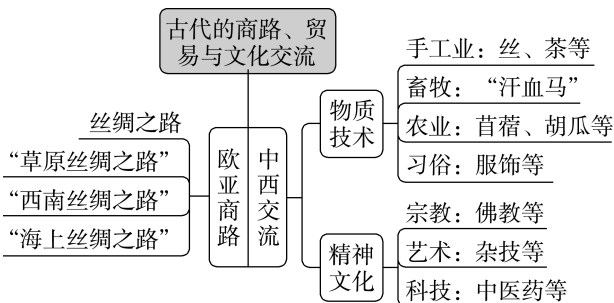 古代的商路、贸
易与文化交流
丝绸之路
“草原丝绸之路”
“西南丝绸之路”
“海上丝绸之路”
欧亚商路
中西交流
物质
技术
手工业：丝、茶等
畜牧：“汗血马”
农业：苜蓿、胡瓜等
习俗：服饰等
精神
文化
宗教：佛教等
艺术：杂技等
科技：中医药等